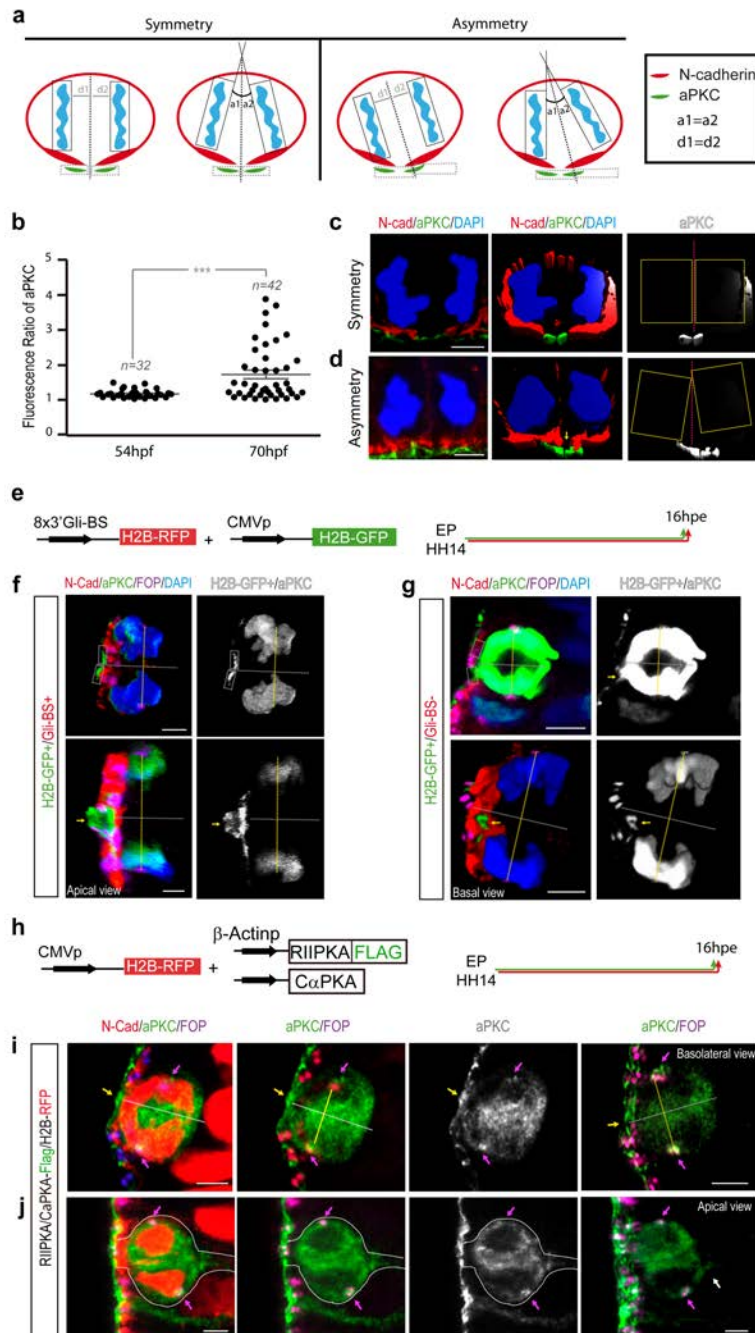 a
Symmetry
Asymmetry
d1 d2
a1 a2
d1 d2
a1 a2
N-cadherin
aPKC
a1=a2
d1=d2
b
Fluorescence Ratio of aPKC
5
4
3
2
1
0
***
n=32
n=42
54hpf
70hpf
c
N-cad/aPKC/DAPI
N-cad/aPKC/DAPI
aPKC
Symmetry
d
Asymmetry
e
8x3'Gli-BS
H2B-RFP
+
CMVp
H2B-GFP
EP
HH14
16hpe
f
N-Cad/aPKC/FOP/DAPI
H2B-GFP+/aPKC
H2B-GFP+/Gli-BS+
Apical view
g
N-Cad/aPKC/FOP/DAPI
H2B-GFP+/aPKC
H2B-GFP+/Gli-BS-
Basal view
h
CMVp
H2B-RFP
+
β-Actinp
RIIPKA FLAG
CαPKA
EP
HH14
16hpe
i
N-Cad/aPKC/FOP
aPKC/FOP
aPKC
aPKC/FOP
Basolateral view
RIIPKA/CaPKA-Flag/H2B-RFP
j
Apical view